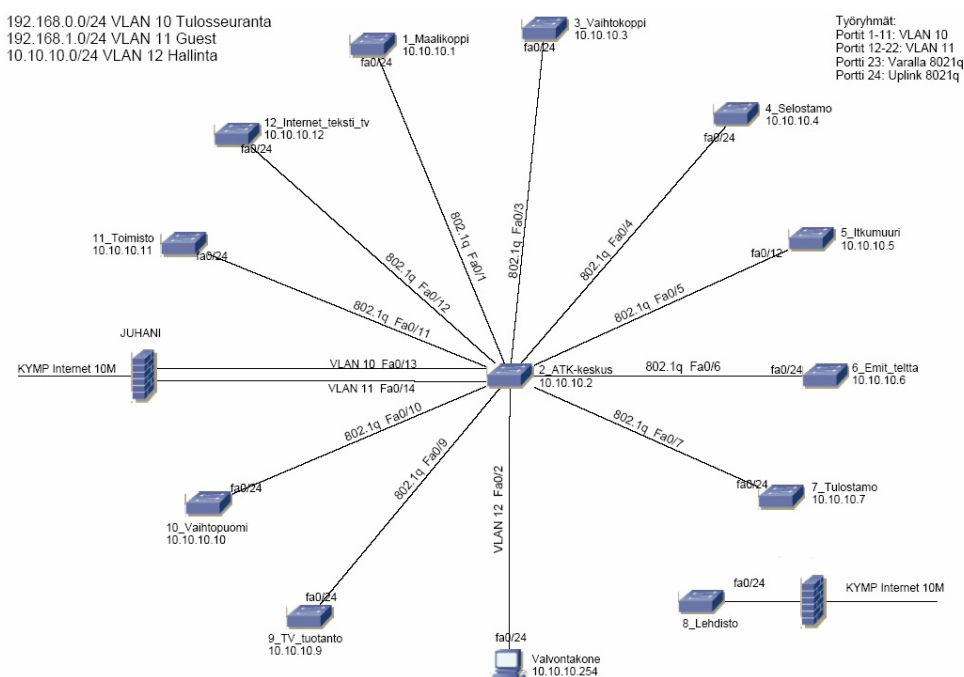 192.168.0.0/24 VLAN 10 Tulosseuranta
192.168.1.0/24 VLAN 11 Guest
10.10.10.0/24 VLAN 12 Hallinta
Työryhmät:
Portit 1-11: VLAN 10
Portit 12-22: VLAN 11
Portti 23: Varalla 8021q
Portti 24: Uplink 8021q
1_Maalikoppi
10.10.10.1
fa0/24
3_Vaihtokoppi
10.10.10.3
fa0/24
12_Internet_teksti_tv
10.10.10.12
fa0/24
4_Selostamo
10.10.10.4
fa0/24
11_Toimisto
10.10.10.11
fa0/24
5_Itkumuuri
10.10.10.5
fa0/12
802.1q Fa0/1
802.1q Fa0/3
802.1q Fa0/4
802.1q Fa0/12
802.1q Fa0/5
802.1q Fa0/11
JUHANI
KYMP Internet 10M
VLAN 10 Fa0/13
VLAN 11 Fa0/14
2_ATK-keskus
10.10.10.2
802.1q Fa0/6
fa0/24
6_Emit_teltta
10.10.10.6
802.1q Fa0/10
802.1q Fa0/9
VLAN 12 Fa0/2
802.1q Fa0/7
fa0/24
10_Vaihtopuomi
10.10.10.10
fa0/24
7_Tulostamo
10.10.10.7
fa0/24
9_TV_tuotanto
10.10.10.9
fa0/24
8_Lehdisto
KYMP Internet 10M
fa0/24
Valvontakone
10.10.10.254